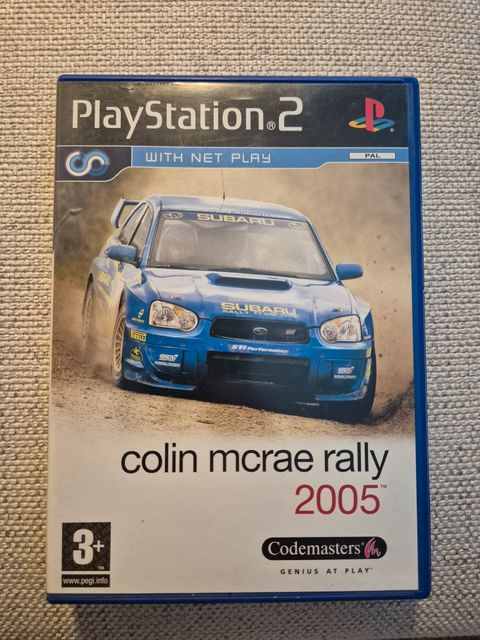 PlayStation®2
WITH NET PLAY
PAL
SUBARU
SUBARU
STI Performance
colin mcrae rally
2005™
3+
www.pegi.info
Codemasters®
GENIUS AT PLAY™